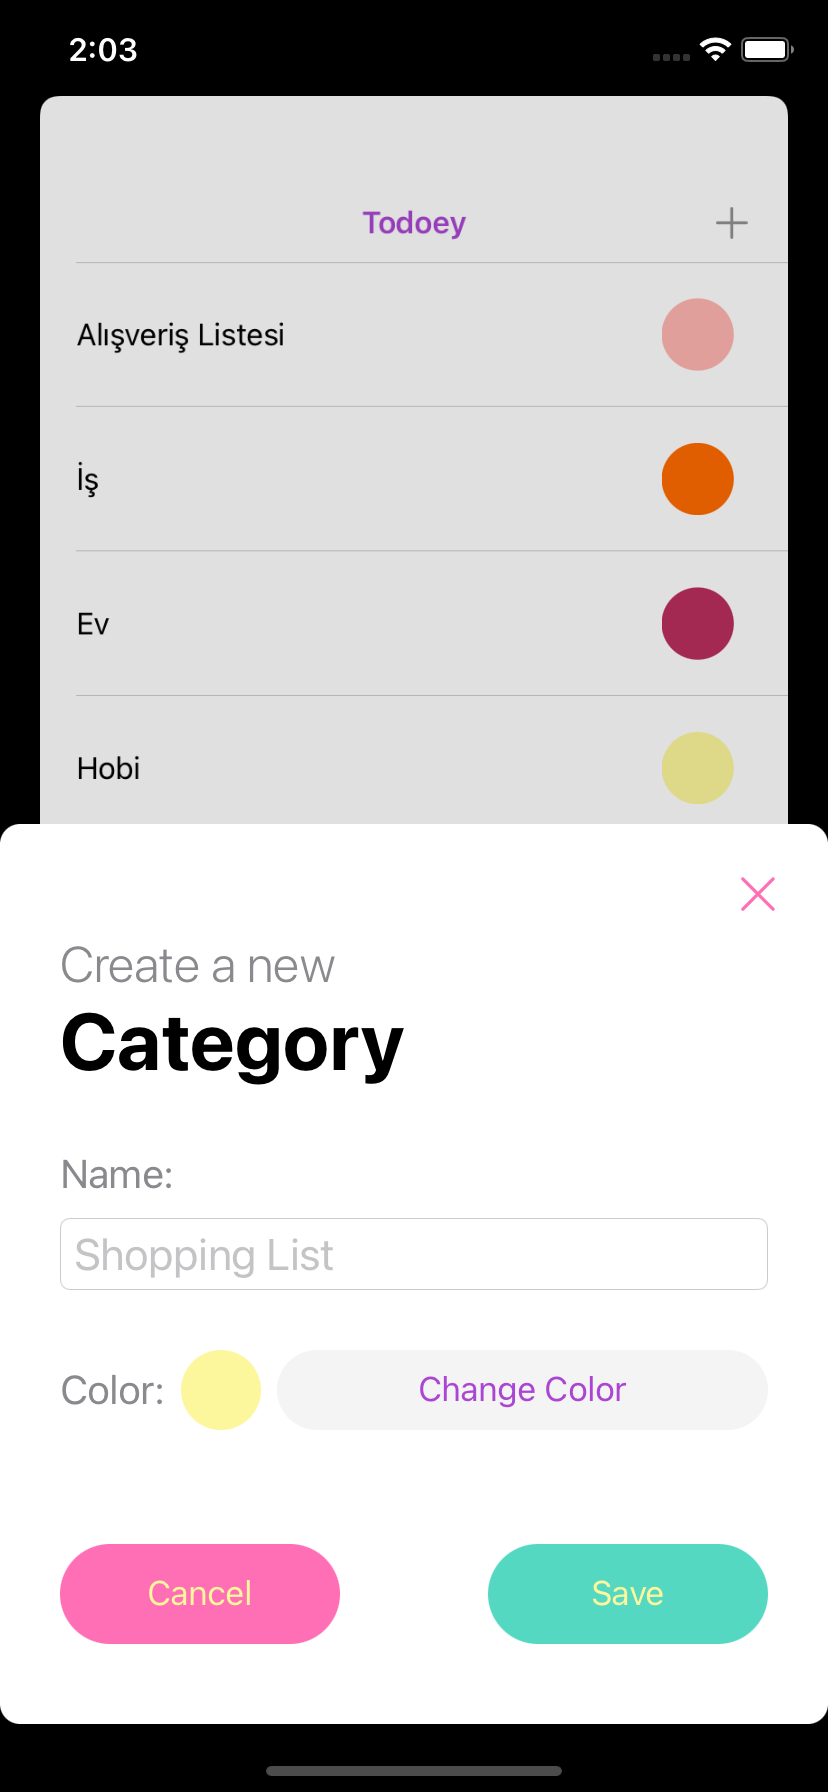 2:03
Todoey
Alışveriş Listesi
İş
Ev
Hobi
Create a new
Category
Name:
Shopping List
Color:
Change Color
Cancel
Save